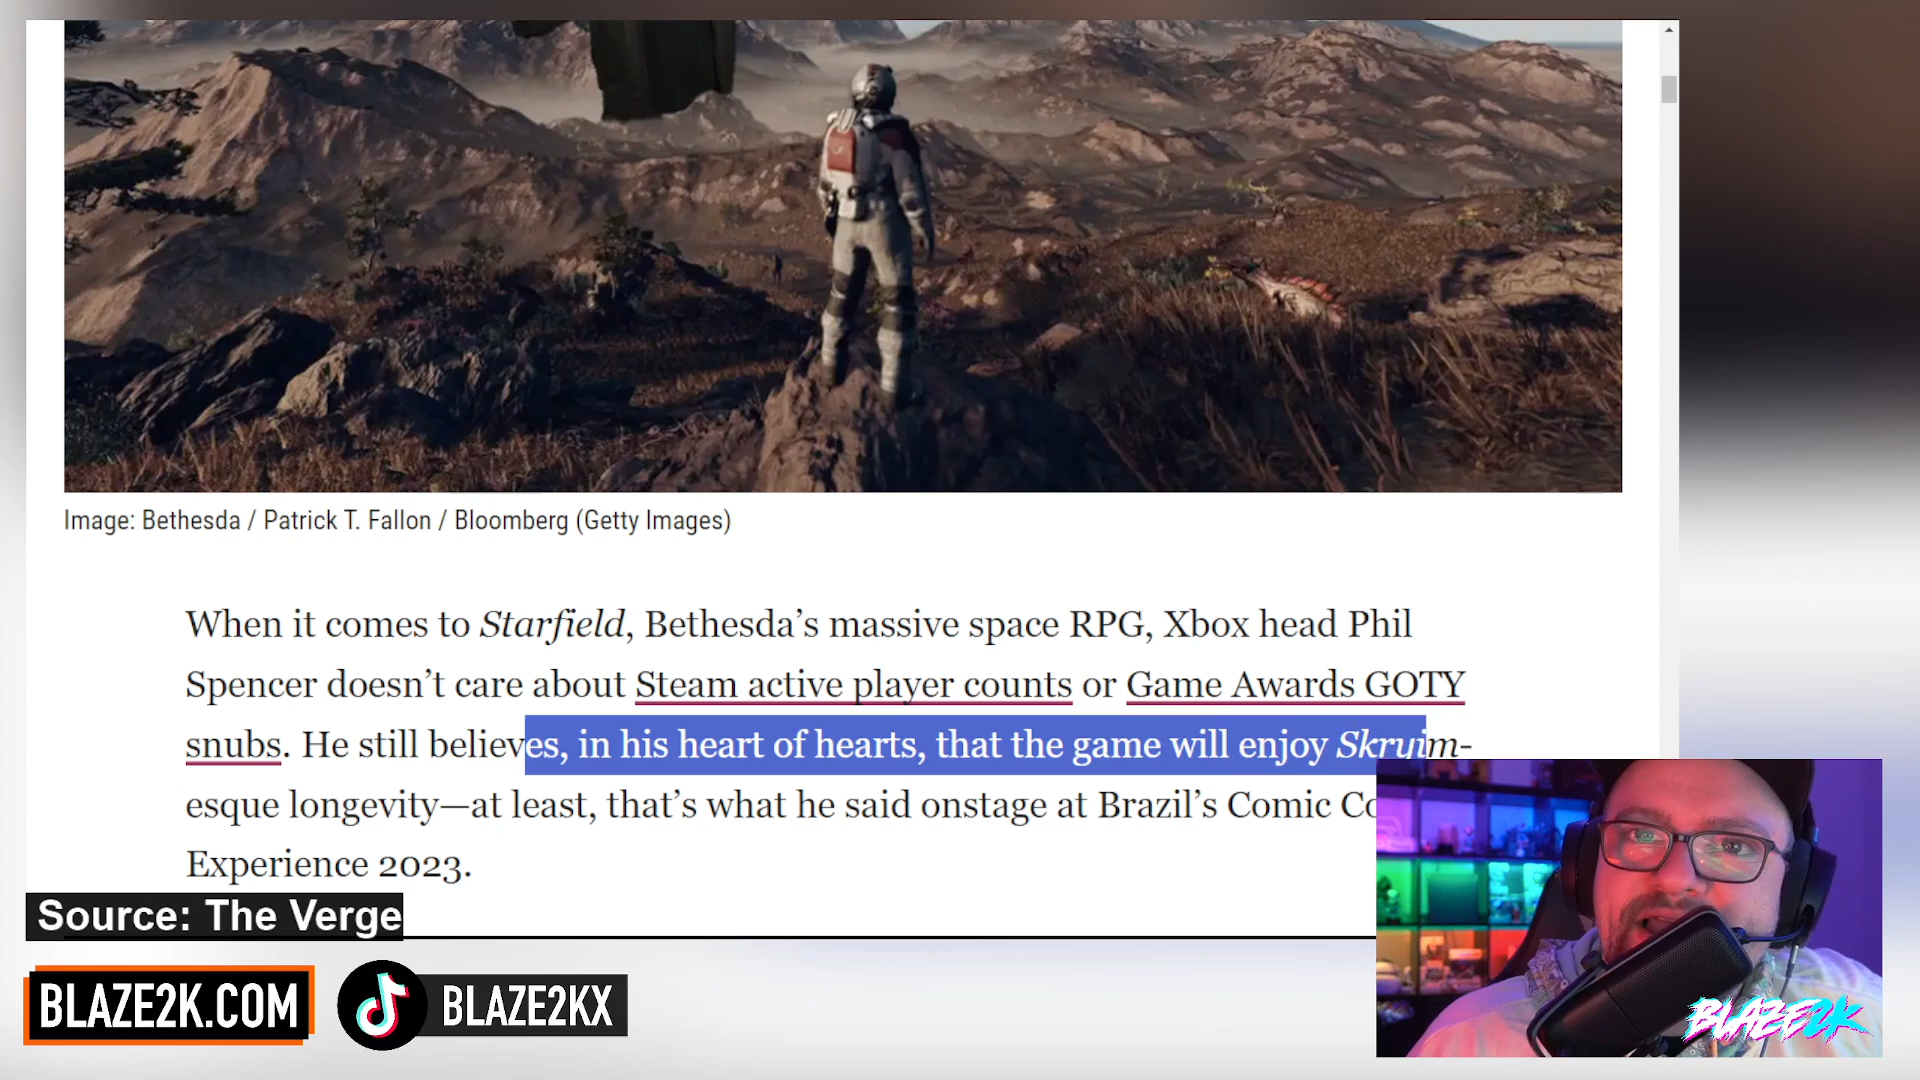 Image: Bethesda / Patrick T. Fallon / Bloomberg (Getty Images)
When it comes to Starfield, Bethesda's massive space RPG, Xbox head Phil
Spencer doesn't care about Steam active player counts or Game Awards GOTY
snubs. He still believes, in his heart of hearts, that the game will enjoy Skryim-
esque longevity—at least, that's what he said onstage at Brazil's Comic Co
Experience 2023.
Source: The Verge
BLAZE2K.COM
BLAZE2KX
BLAZE2K